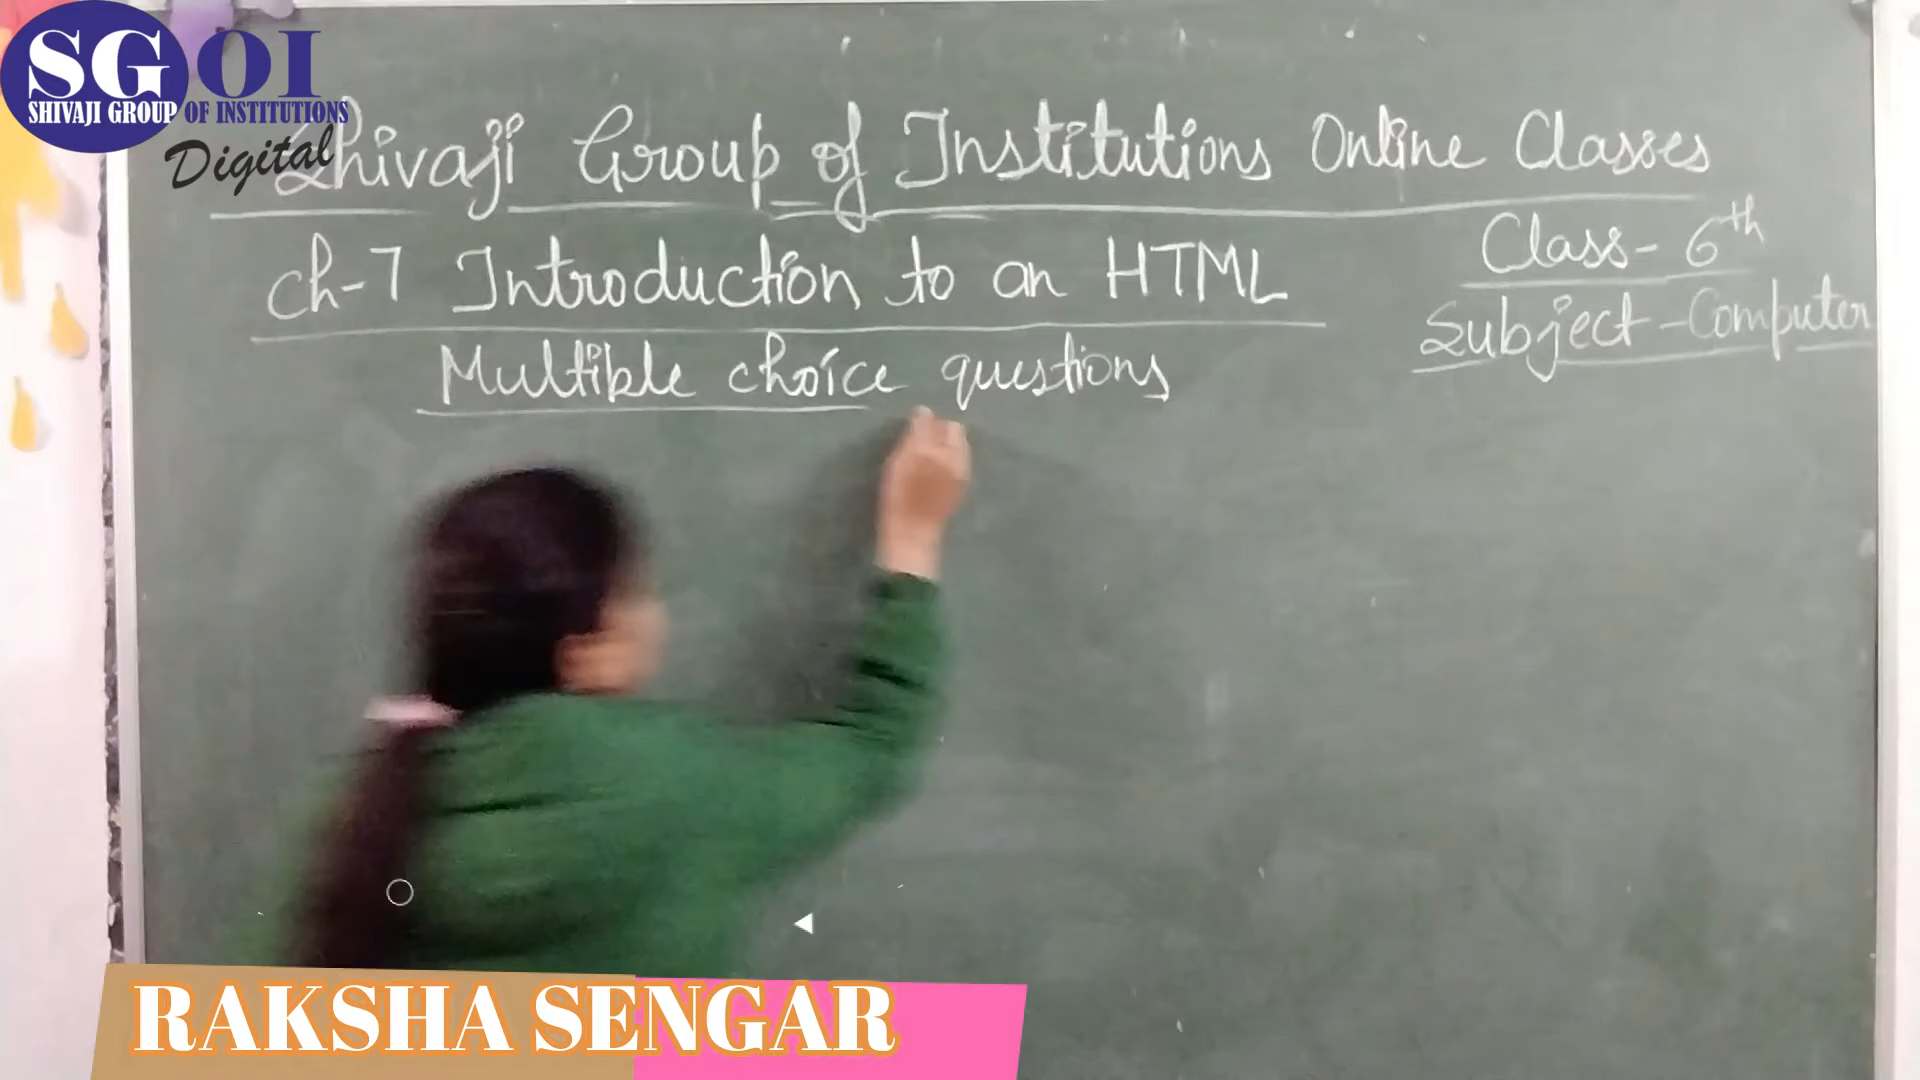 SGOI
SHIVAJI GROUP OF INSTITUTIONS
Digital
Shivaji Group of Institutions Online Classes
Class- 6th
Ch-7 Introduction to an HTML
Subject-Computer
Multiple choice questions
RAKSHA SENGAR